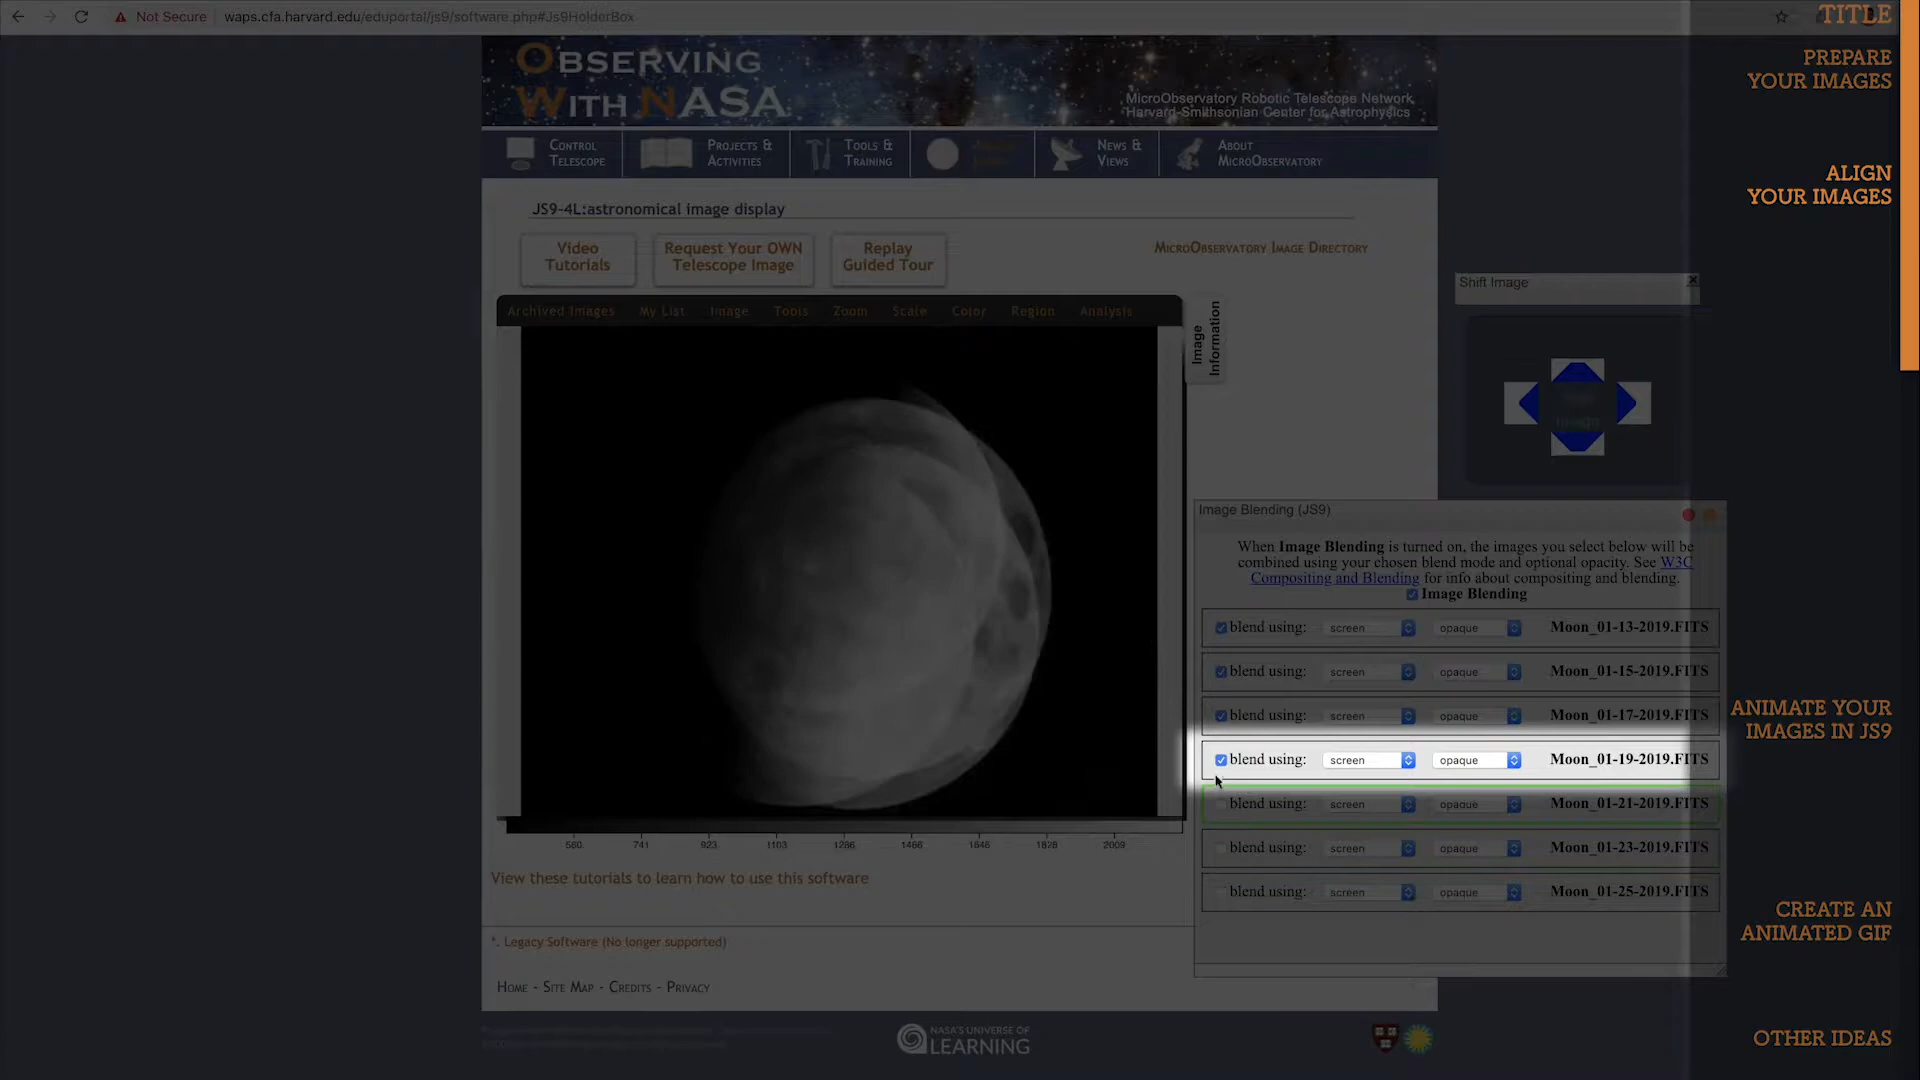 Not Secure
waps.cfa.harvard.edu/eduportal/js9/software.php#Js9HolderBox
TITLE
PREPARE
YOUR IMAGES
ALIGN
YOUR IMAGES
ANIMATE YOUR
IMAGES IN JS9
CREATE AN
ANIMATED GIF
OTHER IDEAS
OBSERVING
WITH NASA
MicroObservatory Robotic Telescope Network
Harvard-Smithsonian Center for Astrophysics
CONTROL
TELESCOPE
PROJECTS &
ACTIVITIES
TOOLS &
TRAINING
NEWS &
VIEWS
ABOUT
MICROOBSERVATORY
JS9-4L:astronomical image display
Video
Tutorials
Request Your OWN
Telescope Image
Replay
Guided Tour
MICROOBSERVATORY IMAGE DIRECTORY
Archived Images My List Image Tools Zoom Scale Color Region Analysis
Image
Information
580. 741 923 1103 1286 1466 1646 1828 2009
View these tutorials to learn how to use this software
*. Legacy Software (No longer supported)
HOME - SITE MAP - CREDITS - PRIVACY
NASA'S UNIVERSE OF
LEARNING
Shift Image
Image Blending (JS9)
When Image Blending is turned on, the images you select below will be
combined using your chosen blend mode and optional opacity. See W3C
Compositing and Blending for info about compositing and blending.
Image Blending
blend using: screen opaque Moon_01-13-2019.FITS
blend using: screen opaque Moon_01-15-2019.FITS
blend using: screen opaque Moon_01-17-2019.FITS
blend using: screen opaque Moon_01-19-2019.FITS
blend using: screen opaque Moon_01-21-2019.FITS
blend using: screen opaque Moon_01-23-2019.FITS
blend using: screen opaque Moon_01-25-2019.FITS